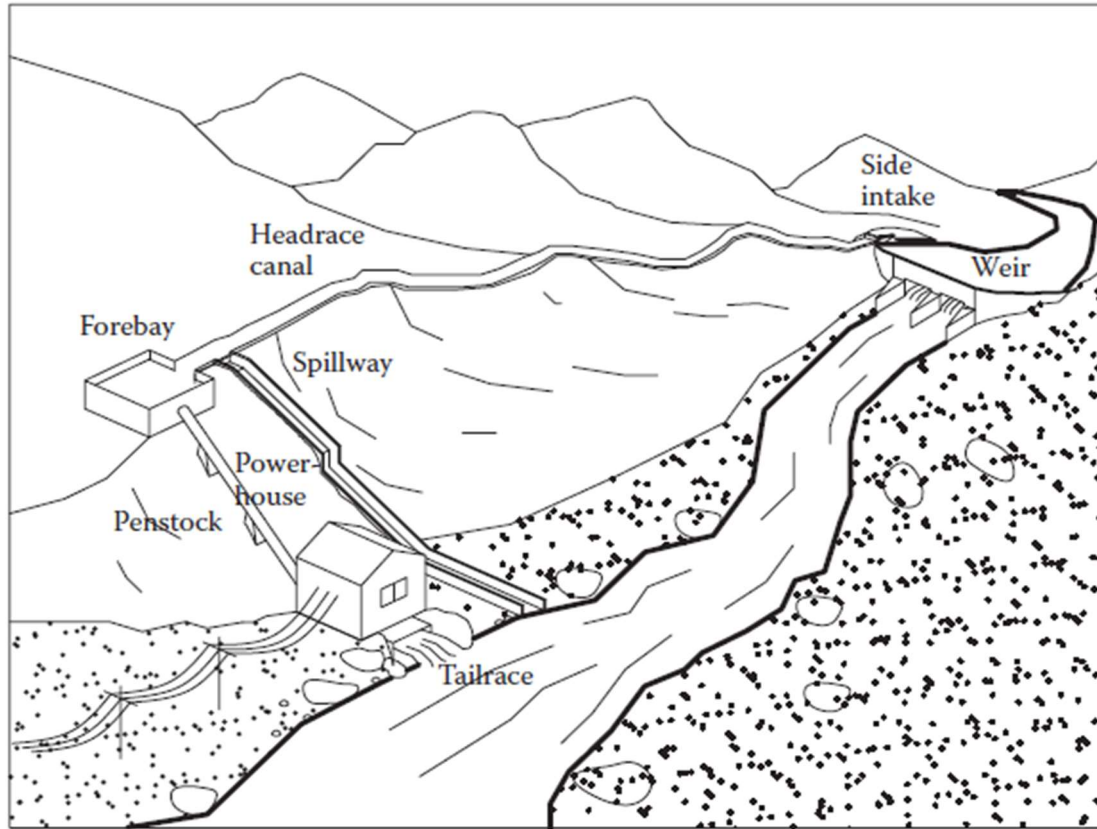 Side
intake
Headrace
canal
Weir
Forebay
Spillway
Power-
house
Penstock
Tailrace